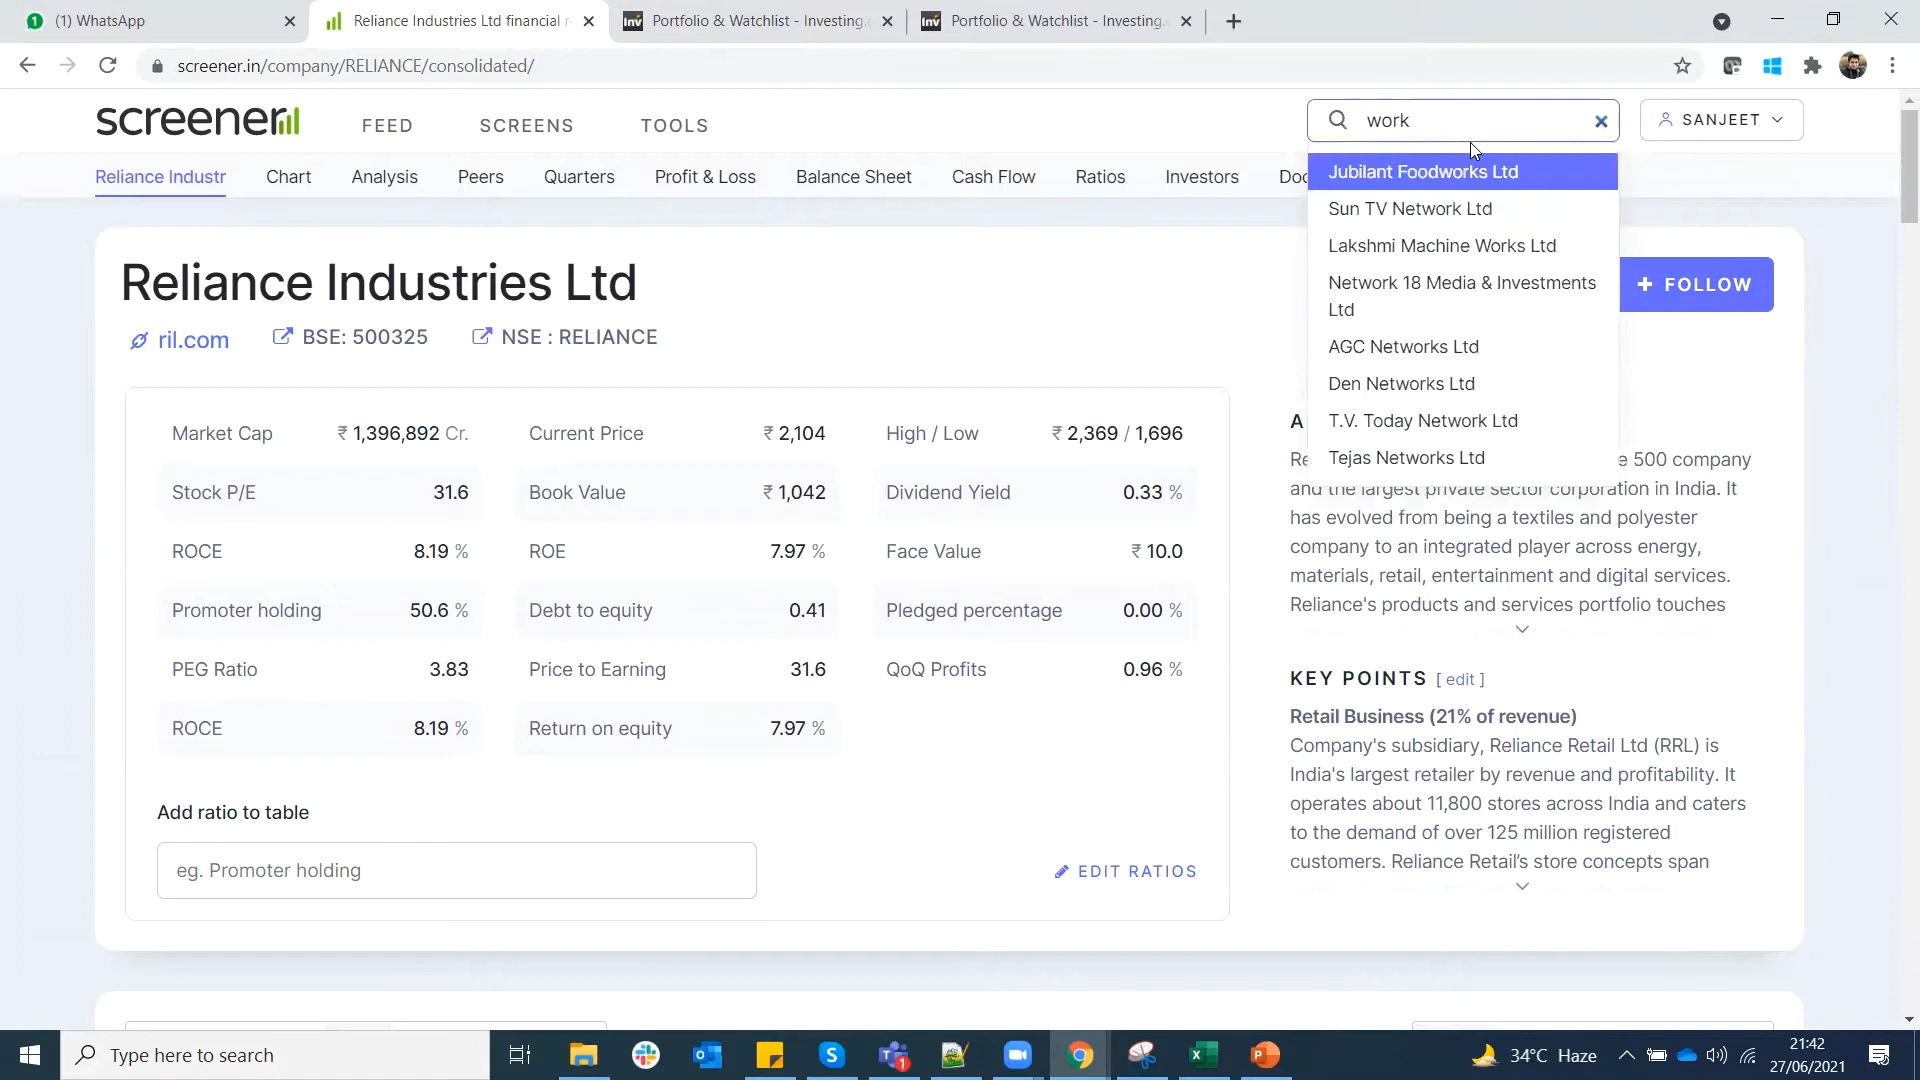 (1) WhatsApp
Reliance Industries Ltd financial r
Portfolio & Watchlist - Investing.
Portfolio & Watchlist - Investing.
screener.in/company/RELIANCE/consolidated/
screener
FEED SCREENS TOOLS
work
SANJEET
Reliance Industr Chart Analysis Peers Quarters Profit & Loss Balance Sheet Cash Flow Ratios Investors Doc
Jubilant Foodworks Ltd
Sun TV Network Ltd
Lakshmi Machine Works Ltd
Network 18 Media & Investments
Ltd
AGC Networks Ltd
Den Networks Ltd
T.V. Today Network Ltd
Tejas Networks Ltd
Reliance Industries Ltd
+ FOLLOW
ril.com BSE: 500325 NSE : RELIANCE
Market Cap ₹ 1,396,892 Cr. Current Price ₹ 2,104 High / Low ₹ 2,369 / 1,696
Stock P/E 31.6 Book Value ₹ 1,042 Dividend Yield 0.33 %
ROCE 8.19 % ROE 7.97 % Face Value ₹ 10.0
Promoter holding 50.6 % Debt to equity 0.41 Pledged percentage 0.00 %
PEG Ratio 3.83 Price to Earning 31.6 QoQ Profits 0.96 %
ROCE 8.19 % Return on equity 7.97 %
Add ratio to table
eg. Promoter holding
EDIT RATIOS
A
Re e 500 company
and the largest private sector corporation in India. It
has evolved from being a textiles and polyester
company to an integrated player across energy,
materials, retail, entertainment and digital services.
Reliance's products and services portfolio touches
KEY POINTS [ edit ]
Retail Business (21% of revenue)
Company's subsidiary, Reliance Retail Ltd (RRL) is
India's largest retailer by revenue and profitability. It
operates about 11,800 stores across India and caters
to the demand of over 125 million registered
customers. Reliance Retail's store concepts span
Type here to search
34°C Haze
21:42
27/06/2021